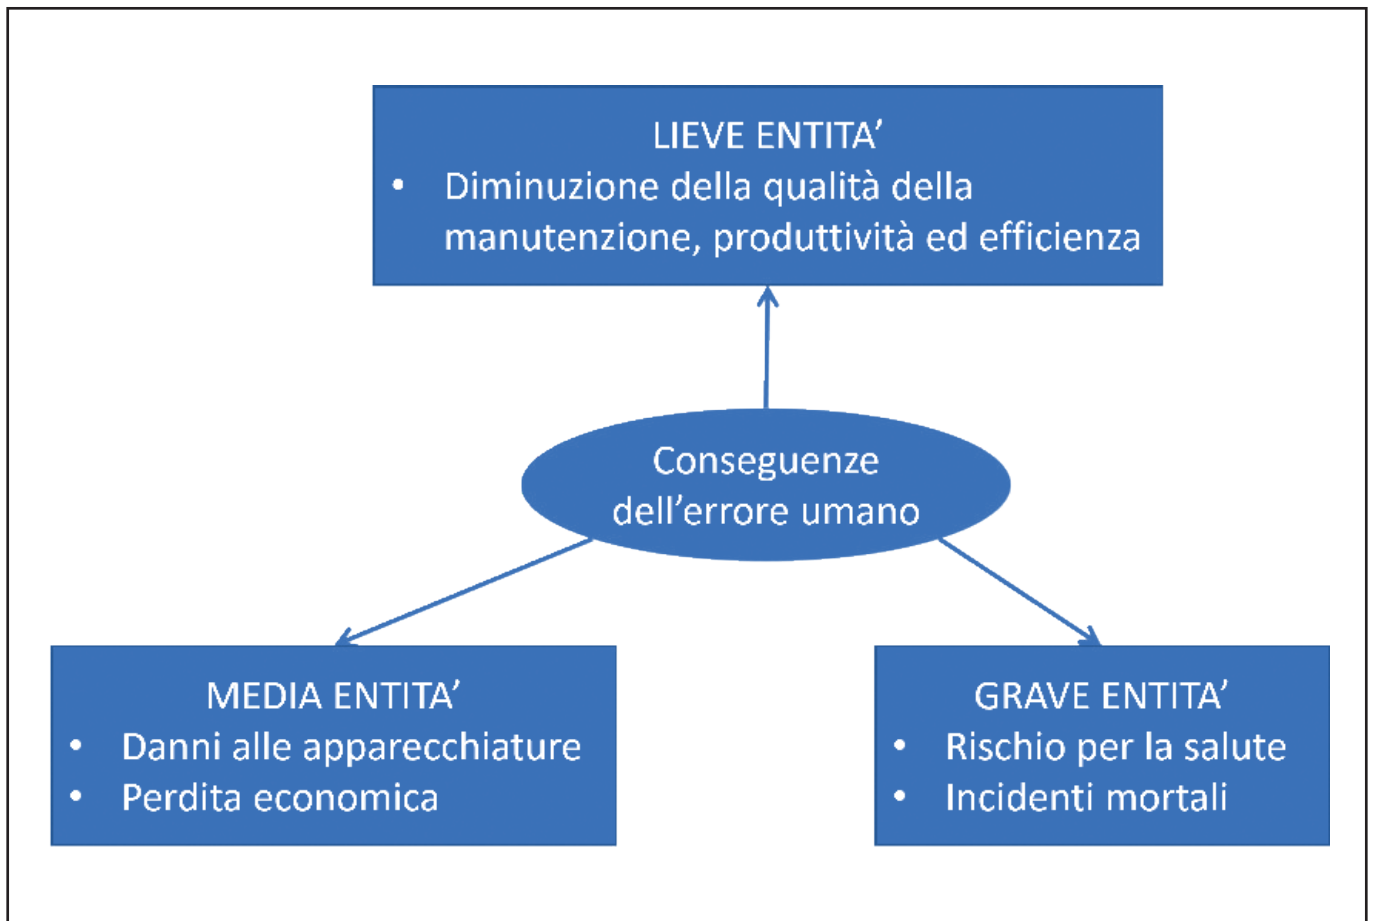 LIEVE ENTITA’
• Diminuzione della qualità della
manutenzione, produttività ed efficienza
Conseguenze
dell’errore umano
MEDIA ENTITA’
• Danni alle apparecchiature
• Perdita economica
GRAVE ENTITA’
• Rischio per la salute
• Incidenti mortali